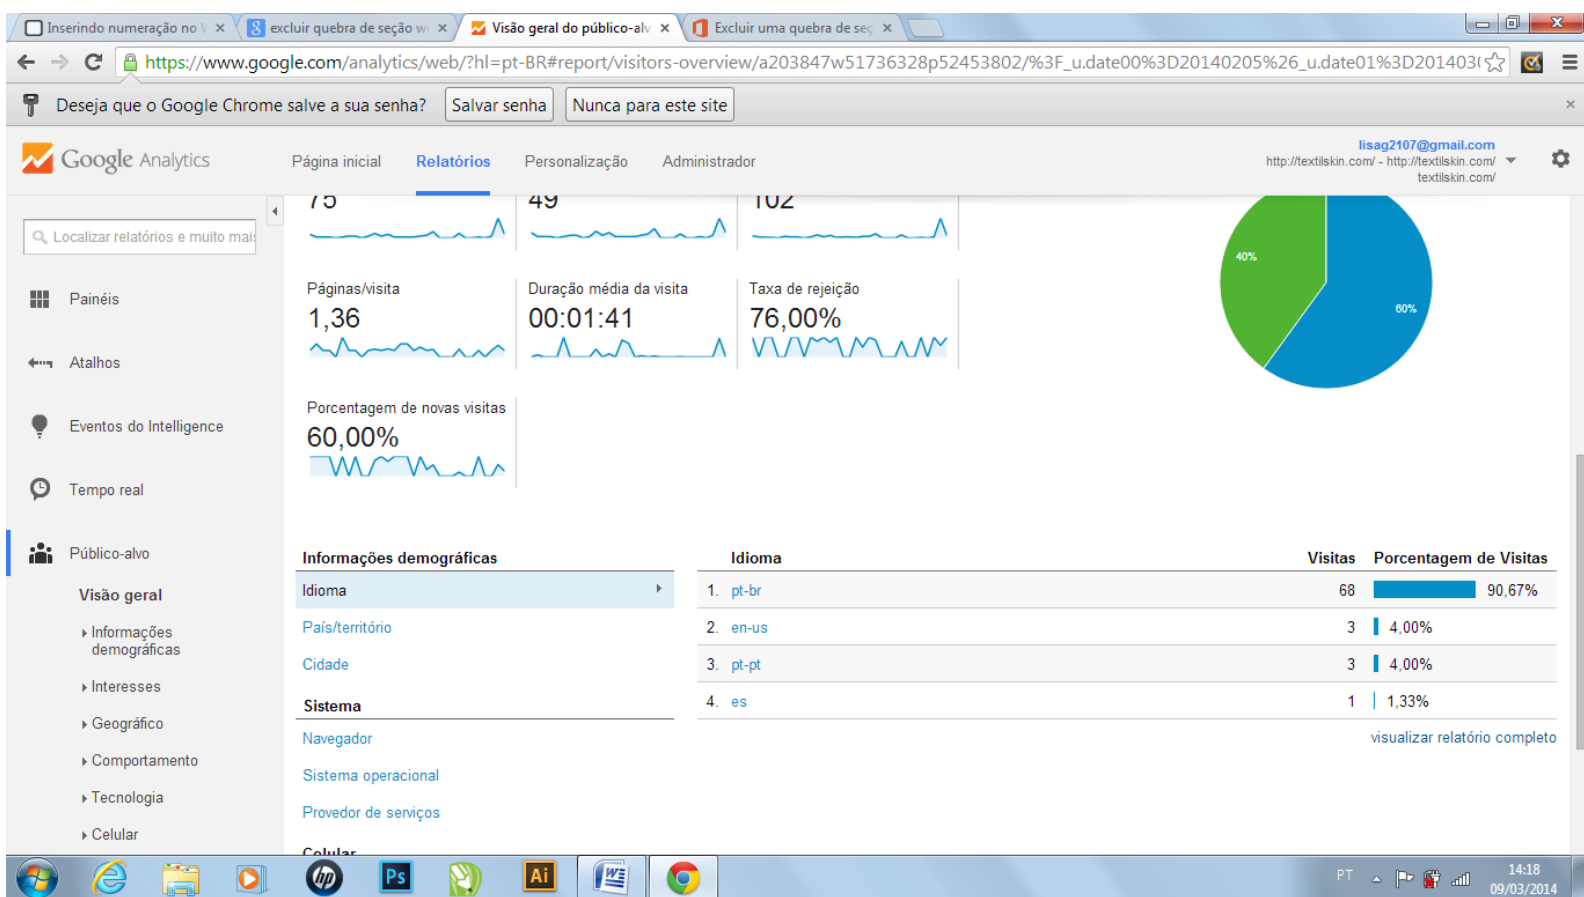 Inserindo numeração no V
excluir quebra de seção w
Visão geral do público-alv
Excluir uma quebra de seç
https://www.google.com/analytics/web/?hl=pt-BR#report/visitors-overview/a203847w51736328p52453802/%3F_u.date00%3D20140205%26_u.date01%3D201403
Deseja que o Google Chrome salve a sua senha? Salvar senha Nunca para este site
Google Analytics
Página inicial Relatórios Personalização Administrador
lisag2107@gmail.com
http://textilskin.com/ - http://textilskin.com/
textilskin.com/
Localizar relatórios e muito mais
Painéis
Atalhos
Eventos do Intelligence
Tempo real
Público-alvo
Visão geral
Informações
demográficas
Interesses
Geográfico
Comportamento
Tecnologia
Celular
75 49 102
Páginas/visita
1,36
Duração média da visita
00:01:41
Taxa de rejeição
76,00%
Porcentagem de novas visitas
60,00%
40%
60%
Informações demográficas
Idioma
País/território
Cidade
Sistema
Navegador
Sistema operacional
Provedor de serviços
Celular
Idioma Visitas Porcentagem de Visitas
1. pt-br 68 90,67%
2. en-us 3 4,00%
3. pt-pt 3 4,00%
4. es 1 1,33%
visualizar relatório completo
hp Ps Ai W
PT
14:18
09/03/2014